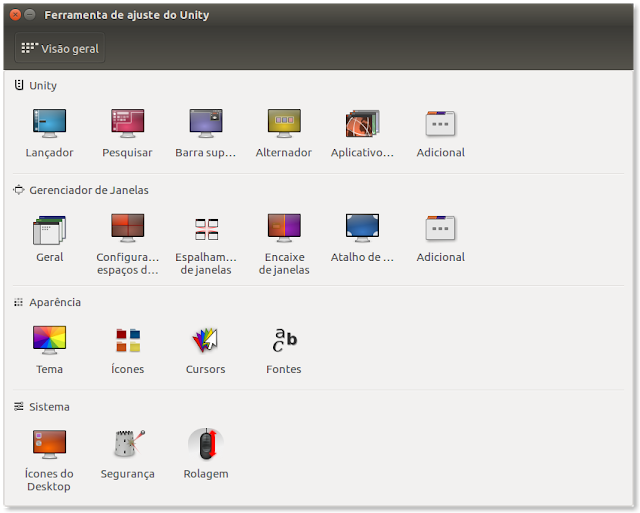 Ferramenta de ajuste do Unity
Visão geral
Unity
Lançador Pesquisar Barra sup... Alternador Aplicativo... Adicional
Gerenciador de Janelas
Geral Configura... Espalham... Encaixe Atalho de ... Adicional
espaços d... de janelas de janelas
Aparência
Tema Ícones Cursors Fontes
Sistema
Ícones do Segurança Rolagem
Desktop